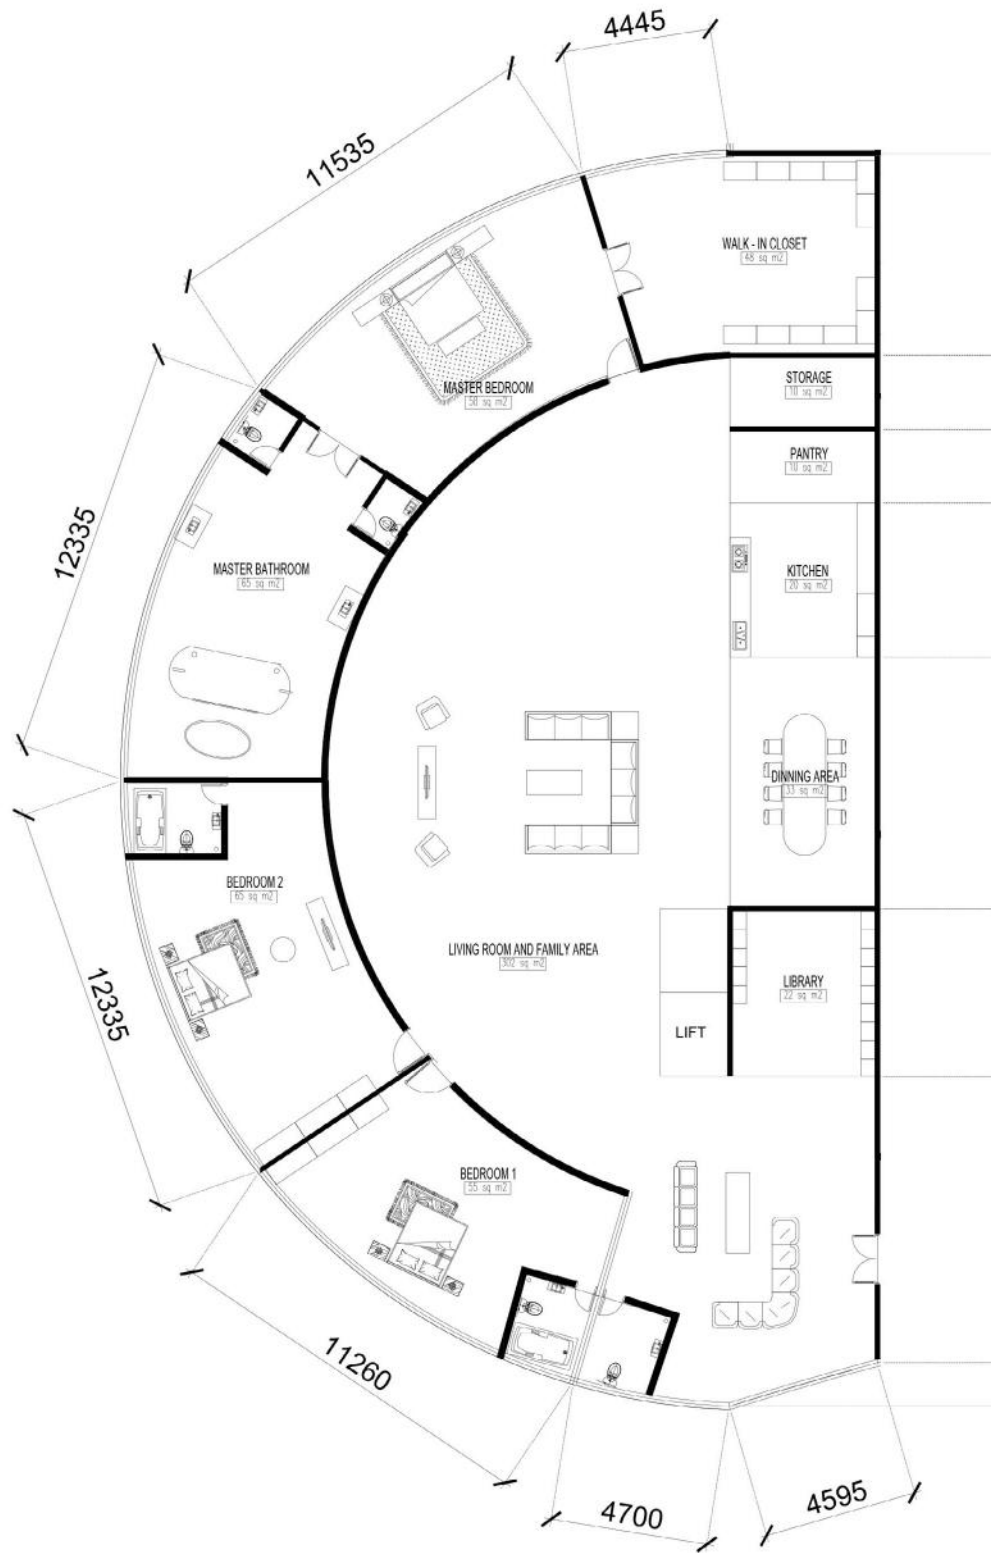 4445
11535
WALK - IN CLOSET
48 sq m2
STORAGE
10 sq m2
MASTER BEDROOM
50 sq m2
PANTRY
10 sq m2
12335
MASTER BATHROOM
65 sq m2
KITCHEN
20 sq m2
DINNING AREA
33 sq m2
BEDROOM 2
65 sq m2
LIVING ROOM AND FAMILY AREA
302 sq m2
LIBRARY
22 sq m2
12335
LIFT
BEDROOM 1
55 sq m2
11260
4700
4595